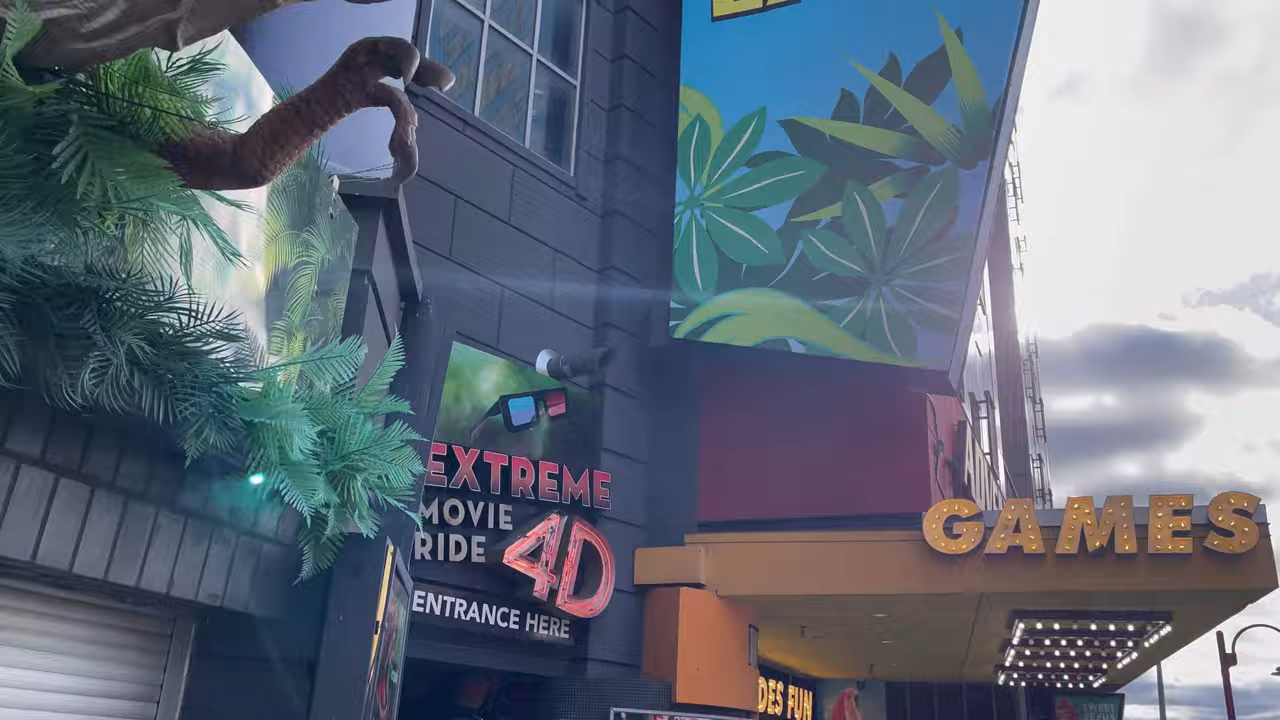 EXTREME
MOVIE
RIDE
4D
ENTRANCE HERE
GAMES
DES FUN